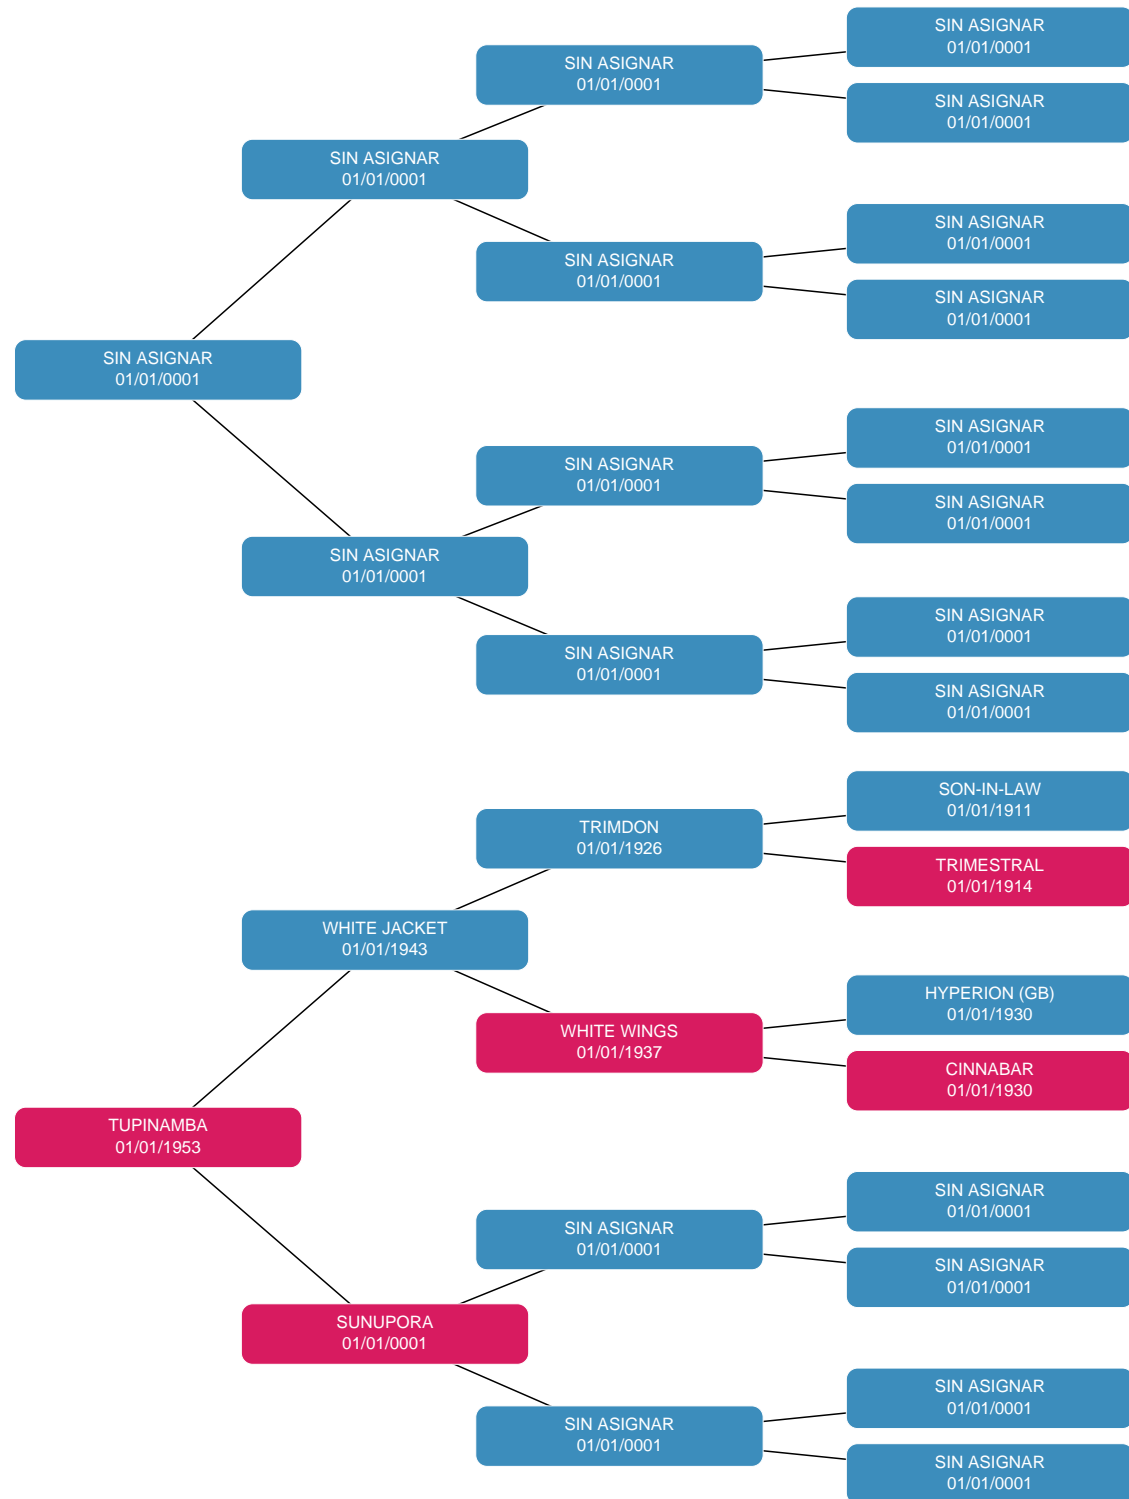 SIN ASIGNAR
01/01/0001
SIN ASIGNAR
01/01/0001
SIN ASIGNAR
01/01/0001
SIN ASIGNAR
01/01/0001
SIN ASIGNAR
01/01/0001
SIN ASIGNAR
01/01/0001
SIN ASIGNAR
01/01/0001
SIN ASIGNAR
01/01/0001
SIN ASIGNAR
01/01/0001
SIN ASIGNAR
01/01/0001
SIN ASIGNAR
01/01/0001
SIN ASIGNAR
01/01/0001
SIN ASIGNAR
01/01/0001
SIN ASIGNAR
01/01/0001
SIN ASIGNAR
01/01/0001
SON-IN-LAW
01/01/1911
TRIMDON
01/01/1926
TRIMESTRAL
01/01/1914
WHITE JACKET
01/01/1943
HYPERION (GB)
01/01/1930
WHITE WINGS
01/01/1937
CINNABAR
01/01/1930
TUPINAMBA
01/01/1953
SIN ASIGNAR
01/01/0001
SIN ASIGNAR
01/01/0001
SIN ASIGNAR
01/01/0001
SUNUPORA
01/01/0001
SIN ASIGNAR
01/01/0001
SIN ASIGNAR
01/01/0001
SIN ASIGNAR
01/01/0001